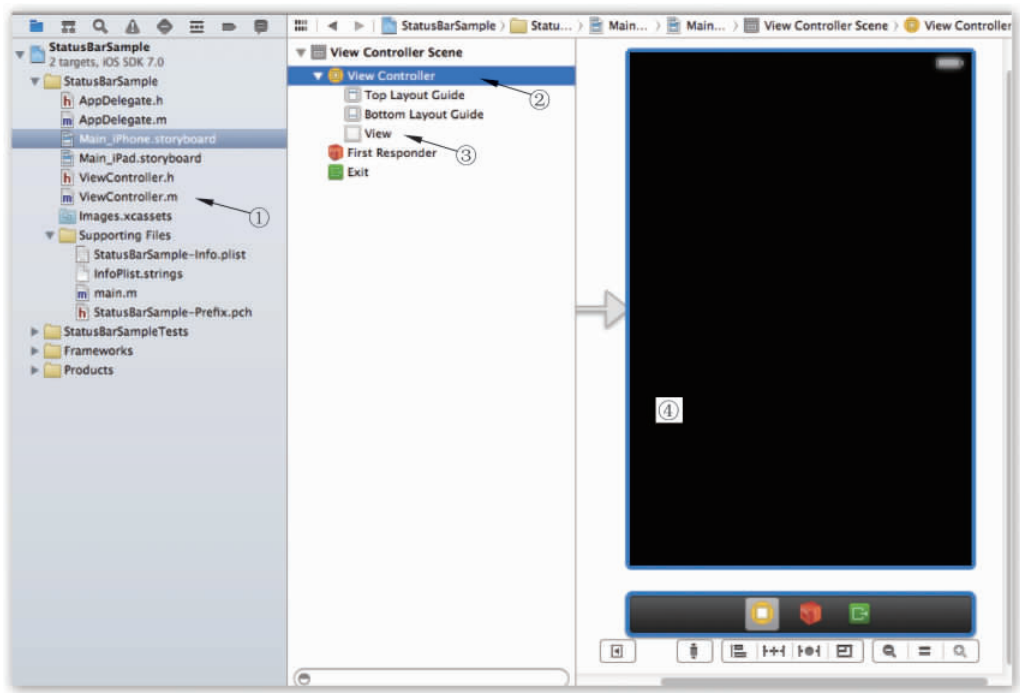 StatusBarSample
2 targets, iOS SDK 7.0
StatusBarSample
AppDelegate.h
AppDelegate.m
Main_iPhone.storyboard
Main_iPad.storyboard
ViewController.h
ViewController.m
①
Images.xcassets
Supporting Files
StatusBarSample-Info.plist
InfoPlist.strings
main.m
StatusBarSample-Prefix.pch
StatusBarSampleTests
Frameworks
Products
StatusBarSample
Statu...
Main...
Main...
View Controller Scene
View Controller
View Controller Scene
View Controller
②
Top Layout Guide
Bottom Layout Guide
View
③
First Responder
Exit
④